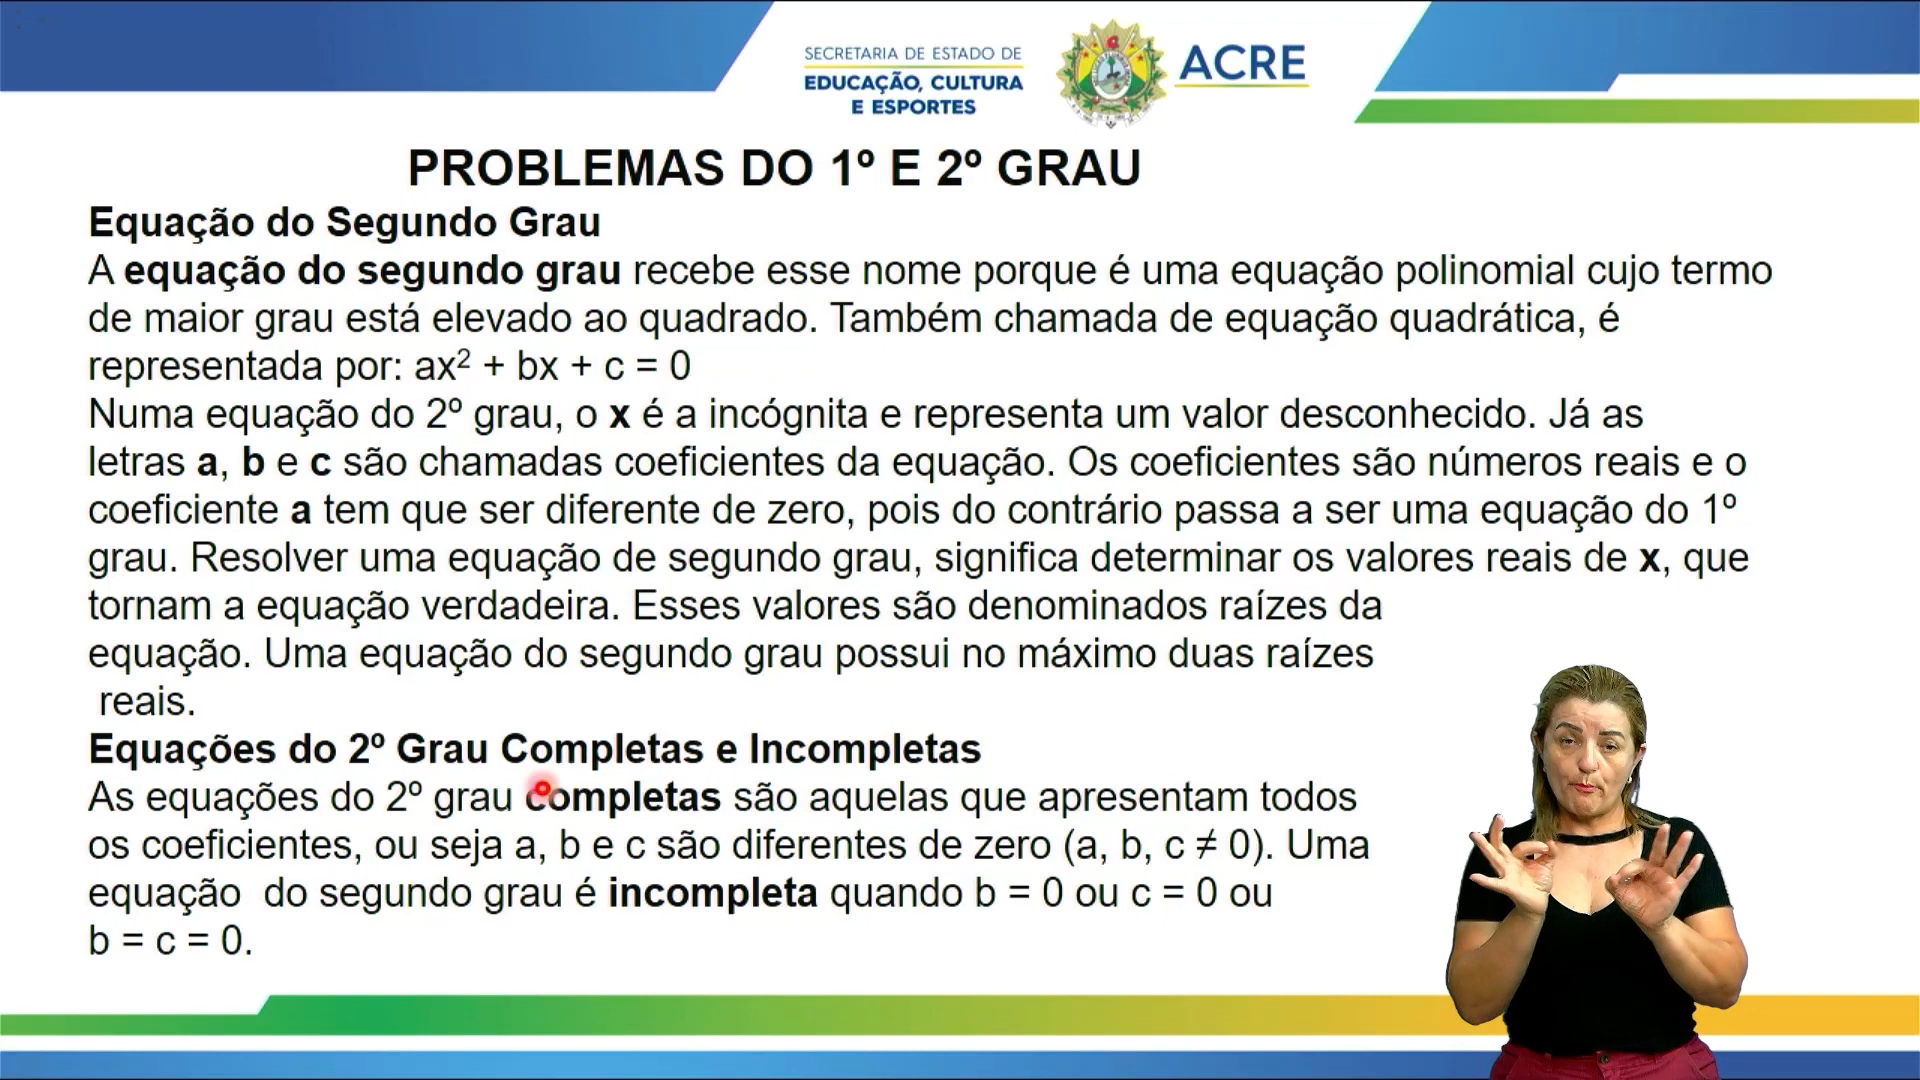 SECRETARIA DE ESTADO DE
EDUCAÇÃO, CULTURA
E ESPORTES
ACRE
PROBLEMAS DO 1º E 2º GRAU
Equação do Segundo Grau
A equação do segundo grau recebe esse nome porque é uma equação polinomial cujo termo
de maior grau está elevado ao quadrado. Também chamada de equação quadrática, é
representada por: ax² + bx + c = 0
Numa equação do 2º grau, o x é a incógnita e representa um valor desconhecido. Já as
letras a, b e c são chamadas coeficientes da equação. Os coeficientes são números reais e o
coeficiente a tem que ser diferente de zero, pois do contrário passa a ser uma equação do 1º
grau. Resolver uma equação de segundo grau, significa determinar os valores reais de x, que
tornam a equação verdadeira. Esses valores são denominados raízes da
equação. Uma equação do segundo grau possui no máximo duas raízes
reais.
Equações do 2º Grau Completas e Incompletas
As equações do 2º grau completas são aquelas que apresentam todos
os coeficientes, ou seja a, b e c são diferentes de zero (a, b, c ≠ 0). Uma
equação  do segundo grau é incompleta quando b = 0 ou c = 0 ou
b = c = 0.